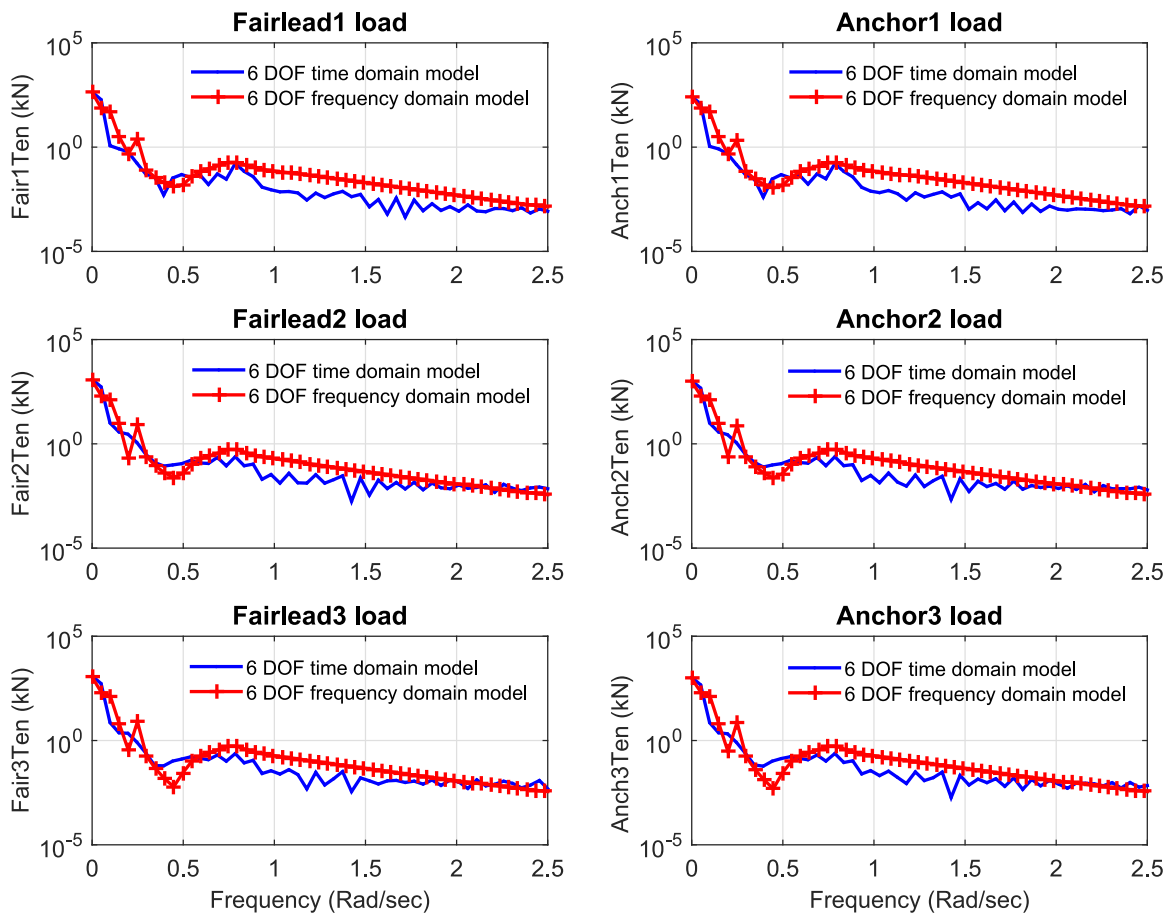 Fairlead1 load
10^5
10^0
10^-5
Fair1Ten (kN)
6 DOF time domain model
6 DOF frequency domain model
0 0.5 1 1.5 2 2.5
Anchor1 load
10^5
10^0
10^-5
Anch1Ten (kN)
6 DOF time domain model
6 DOF frequency domain model
0 0.5 1 1.5 2 2.5
Fairlead2 load
10^5
10^0
10^-5
Fair2Ten (kN)
6 DOF time domain model
6 DOF frequency domain model
0 0.5 1 1.5 2 2.5
Anchor2 load
10^5
10^0
10^-5
Anch2Ten (kN)
6 DOF time domain model
6 DOF frequency domain model
0 0.5 1 1.5 2 2.5
Fairlead3 load
10^5
10^0
10^-5
Fair3Ten (kN)
6 DOF time domain model
6 DOF frequency domain model
0 0.5 1 1.5 2 2.5
Frequency (Rad/sec)
Anchor3 load
10^5
10^0
10^-5
Anch3Ten (kN)
6 DOF time domain model
6 DOF frequency domain model
0 0.5 1 1.5 2 2.5
Frequency (Rad/sec)